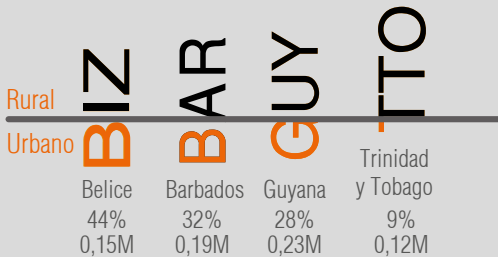 BIZ BAR GUY TTO
Rural
Urbano
Belice Barbados Guyana Trinidad y Tobago
44% 32% 28% 9%
0,15M 0,19M 0,23M 0,12M